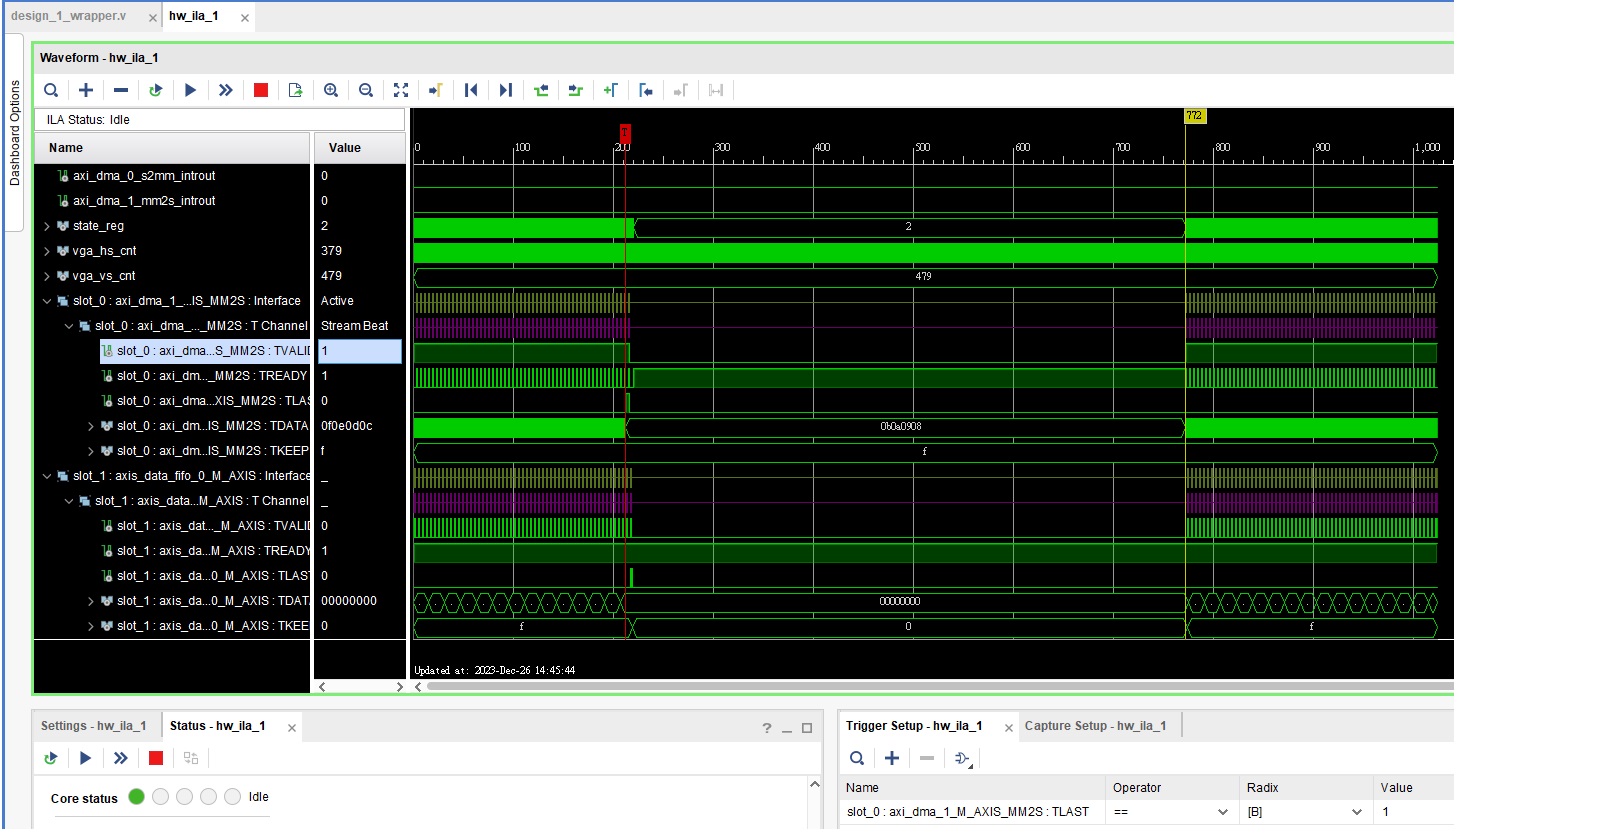 design_1_wrapper.v × hw_ila_1 ×
Dashboard Options
Waveform - hw_ila_1
ILA Status: Idle
Name Value
T 772
0 100 200 300 400 500 600 700 800 900 1,000
axi_dma_0_s2mm_introut 0
axi_dma_1_mm2s_introut 0
state_reg 2 2
vga_hs_cnt 379
vga_vs_cnt 479 479
slot_0 : axi_dma_1_...IS_MM2S : Interface Active
slot_0 : axi_dma_..._MM2S : T Channel Stream Beat
slot_0 : axi_dma...S_MM2S : TVALID 1
slot_0 : axi_dm..._MM2S : TREADY 1
slot_0 : axi_dma...XIS_MM2S : TLAS 0
slot_0 : axi_dm...IS_MM2S : TDATA 0f0e0d0c 0b0a0908
slot_0 : axi_dm...IS_MM2S : TKEEP f f
slot_1 : axis_data_fifo_0_M_AXIS : Interface _
slot_1 : axis_data...M_AXIS : T Channel _
slot_1 : axis_dat..._M_AXIS : TVALID 0
slot_1 : axis_da...M_AXIS : TREADY 1
slot_1 : axis_da...0_M_AXIS : TLAST 0
slot_1 : axis_da...0_M_AXIS : TDATA 00000000 00000000
slot_1 : axis_da...0_M_AXIS : TKEE 0 f 0 f
Updated at: 2023-Dec-26 14:45:44
Settings - hw_ila_1 Status - hw_ila_1 × ? _
Core status Idle
Trigger Setup - hw_ila_1 × Capture Setup - hw_ila_1
Name Operator Radix Value
slot_0 : axi_dma_1_M_AXIS_MM2S : TLAST == [B] 1